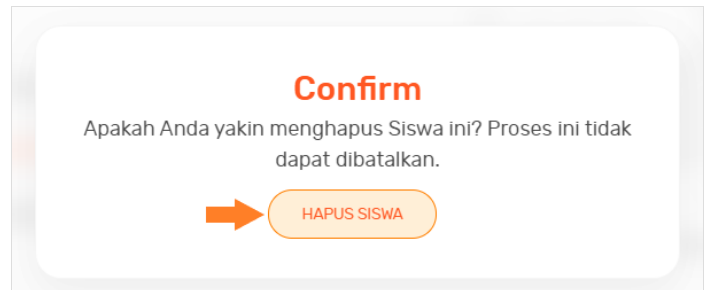 Confirm
Apakah Anda yakin menghapus Siswa ini? Proses ini tidak
dapat dibatalkan.
HAPUS SISWA